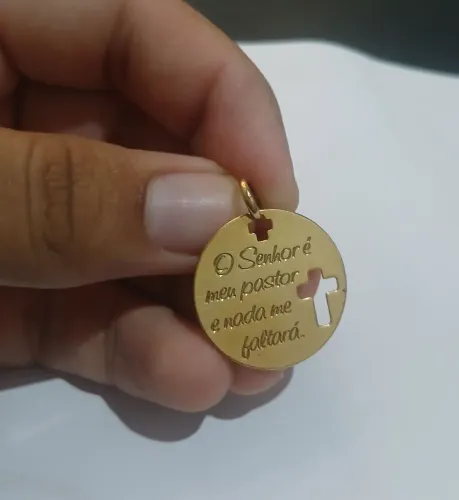 O Senhor é
meu pastor
e nada me
faltará.